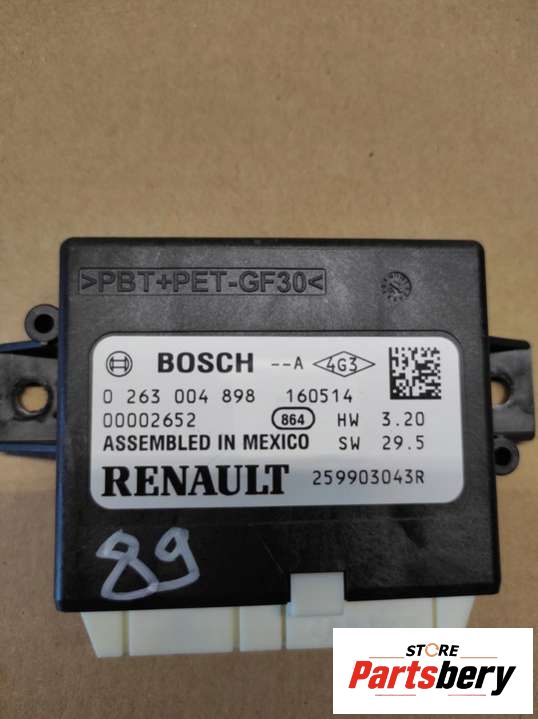 >PBT+PET-GF30<
BOSCH --A 4G3
0 263 004 898 160514
00002652 864 HW 3.20
ASSEMBLED IN MEXICO SW 29.5
RENAULT 259903043R
89
STORE
Partsbery